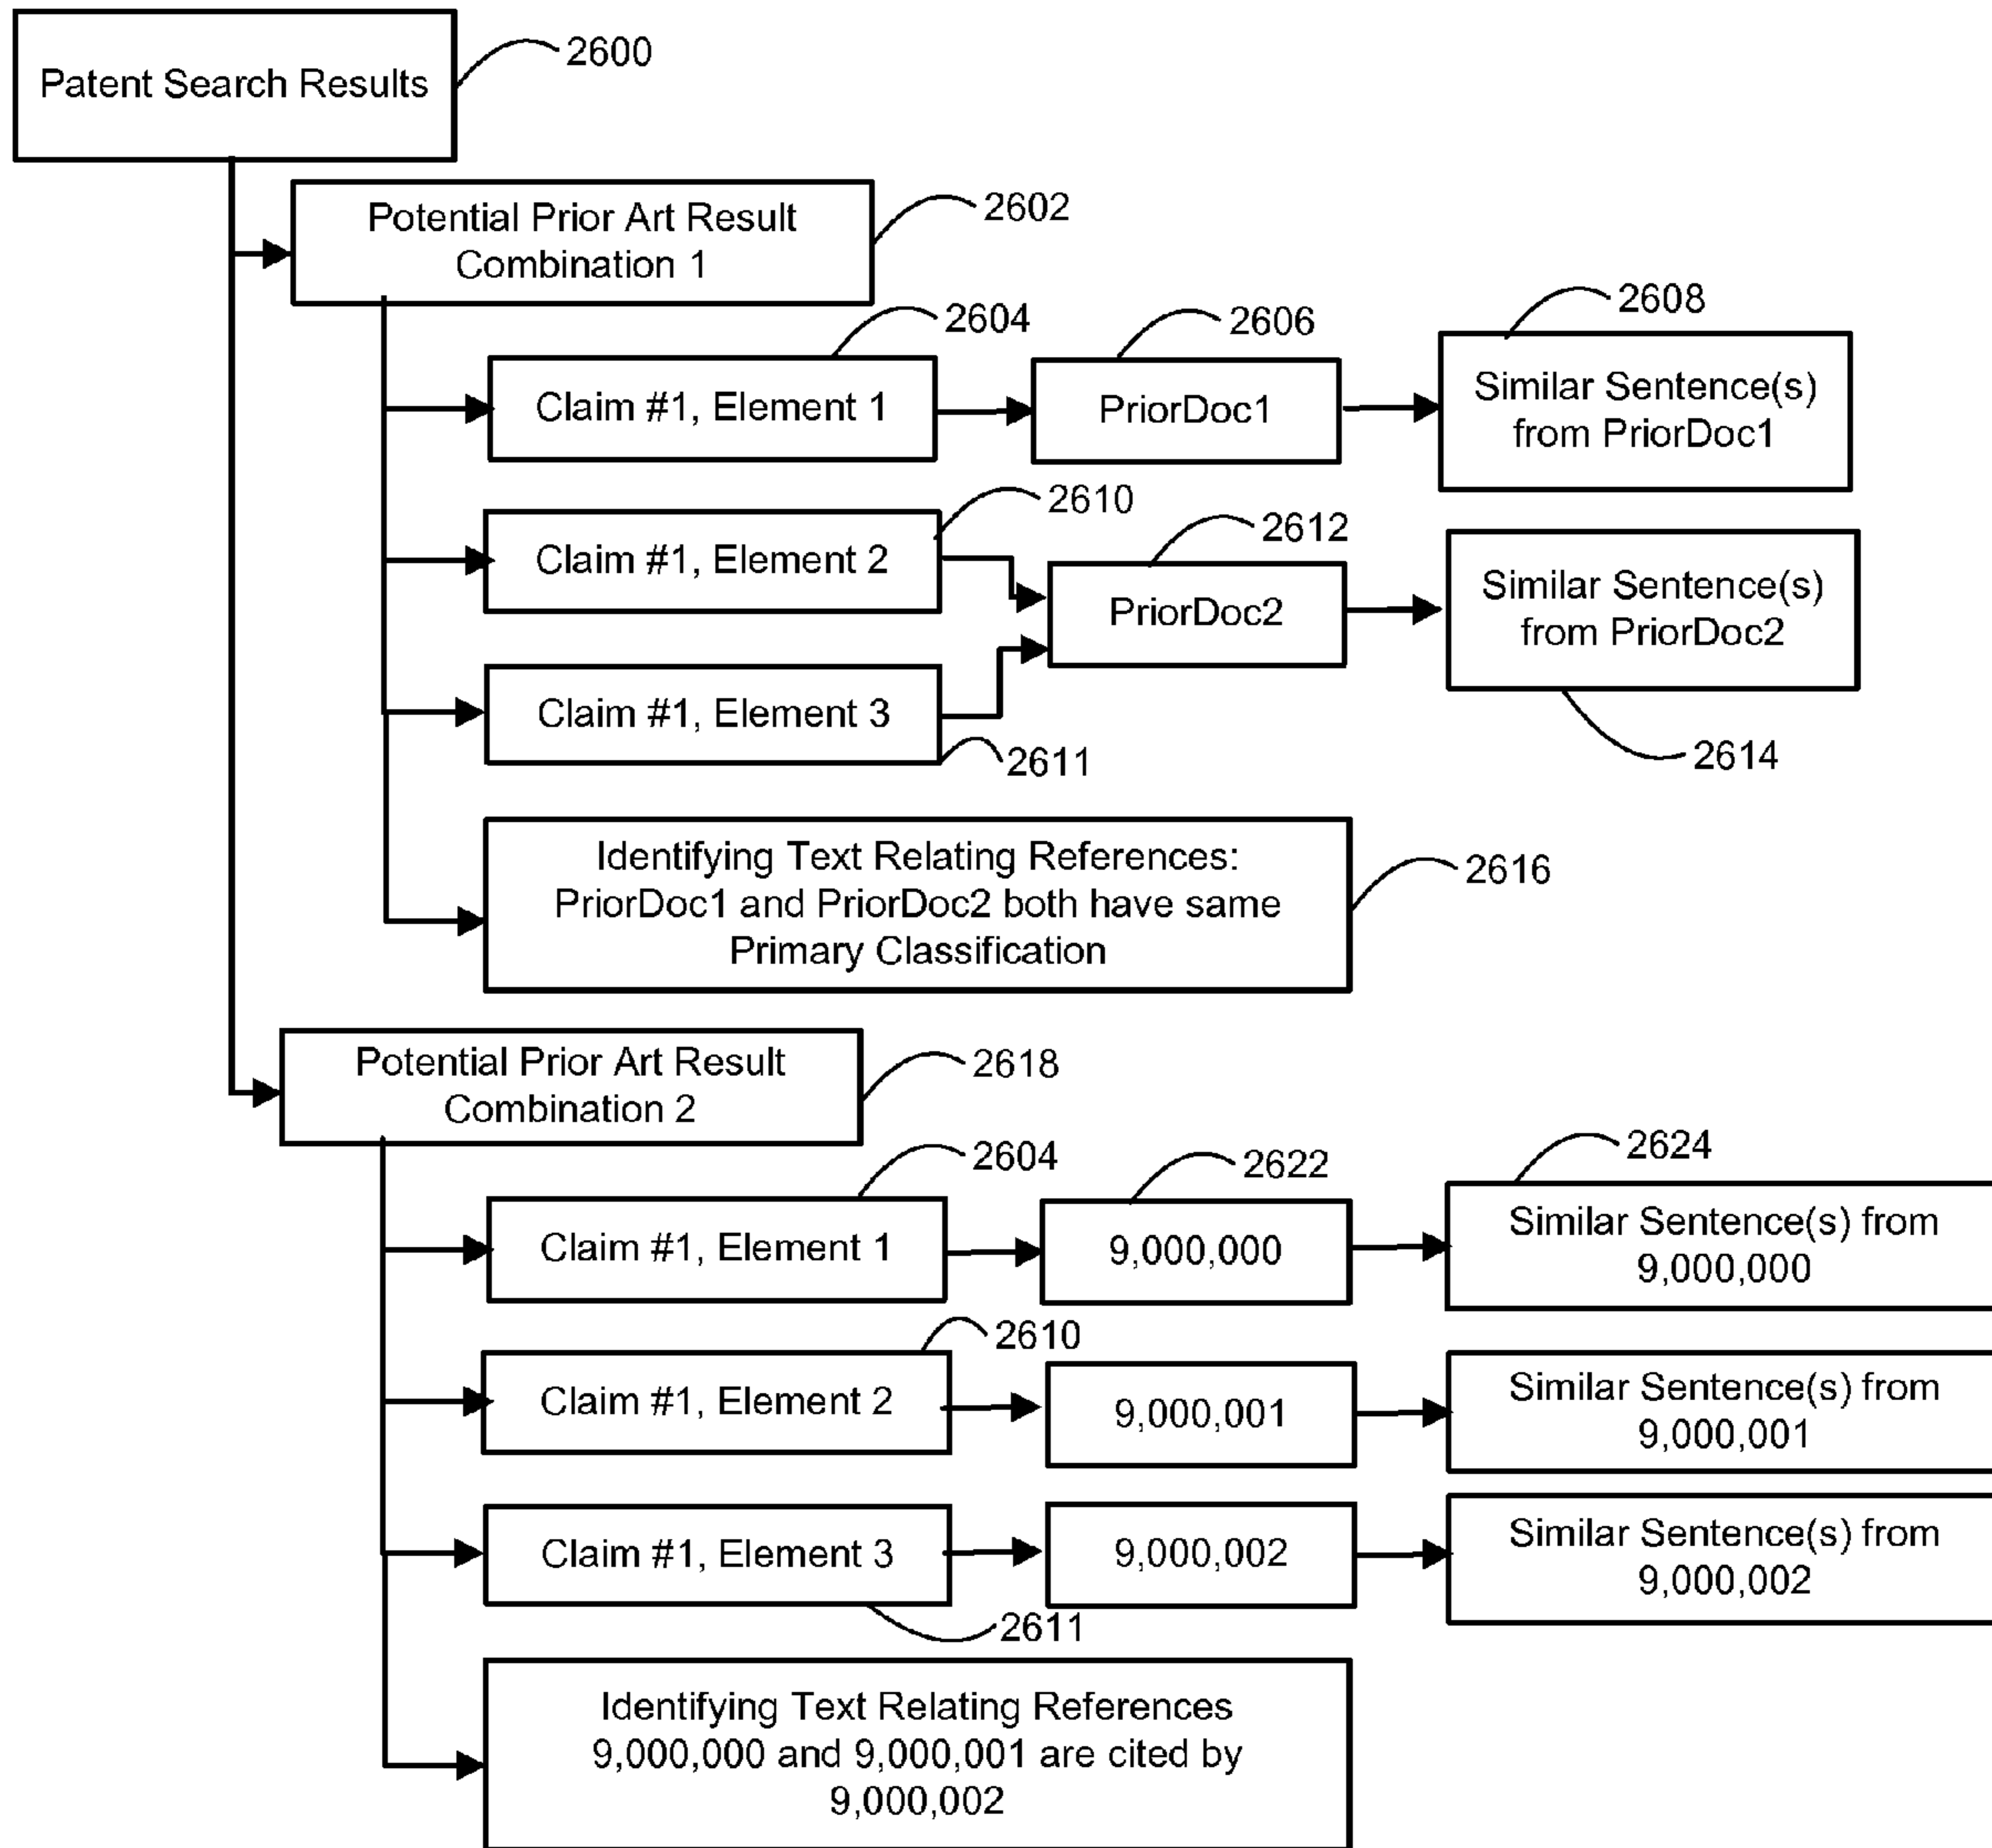 Patent Search Results
2600
Potential Prior Art Result
Combination 1
2602
Claim #1, Element 1
2604
PriorDoc1
2606
Similar Sentence(s)
from PriorDoc1
2608
Claim #1, Element 2
2610
PriorDoc2
2612
Similar Sentence(s)
from PriorDoc2
2614
Claim #1, Element 3
2611
Identifying Text Relating References:
PriorDoc1 and PriorDoc2 both have same
Primary Classification
2616
Potential Prior Art Result
Combination 2
2618
Claim #1, Element 1
2604
9,000,000
2622
Similar Sentence(s) from
9,000,000
2624
Claim #1, Element 2
2610
9,000,001
Similar Sentence(s) from
9,000,001
Claim #1, Element 3
2611
9,000,002
Similar Sentence(s) from
9,000,002
Identifying Text Relating References
9,000,000 and 9,000,001 are cited by
9,000,002